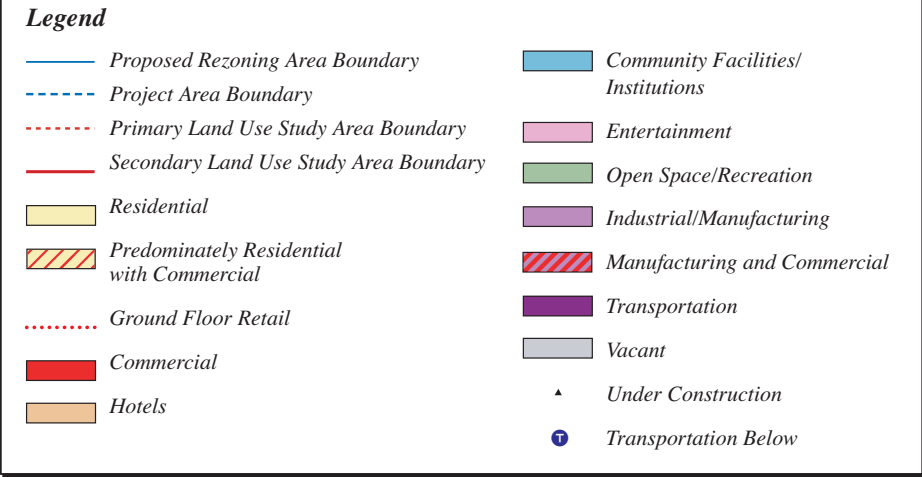 Legend
Proposed Rezoning Area Boundary
Project Area Boundary
Primary Land Use Study Area Boundary
Secondary Land Use Study Area Boundary
Residential
Predominately Residential
with Commercial
Ground Floor Retail
Commercial
Hotels
Community Facilities/
Institutions
Entertainment
Open Space/Recreation
Industrial/Manufacturing
Manufacturing and Commercial
Transportation
Vacant
Under Construction
T Transportation Below